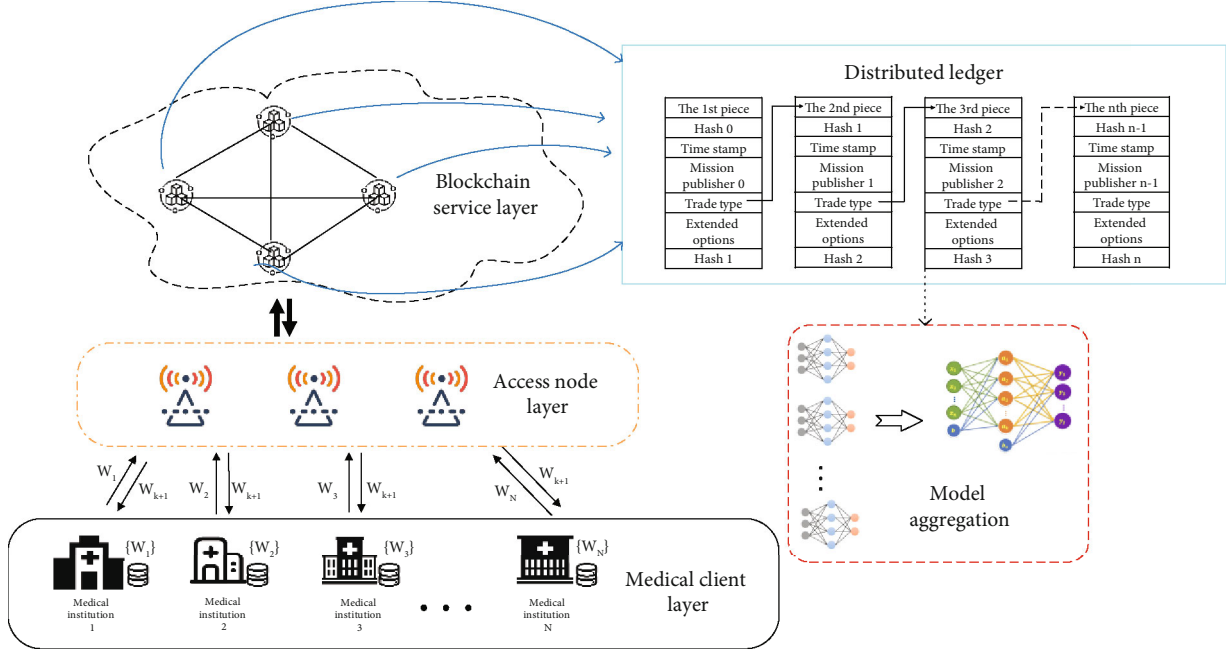 Distributed ledger
The 1st piece
Hash 0
Time stamp
Mission
publisher 0
Trade type
Extended
options
Hash 1
The 2nd piece
Hash 1
Time stamp
Mission
publisher 1
Trade type
Extended
options
Hash 2
The 3rd piece
Hash 2
Time stamp
Mission
publisher 2
Trade type
Extended
options
Hash 3
The nth piece
Hash n-1
Time stamp
Mission
publisher n-1
Trade type
Extended
options
Hash n
Blockchain
service layer
Access node
layer
W₁
Wₖ₊₁
W₂
Wₖ₊₁
W₃
Wₖ₊₁
W_N
Wₖ₊₁
Model
aggregation
{W₁}
{W₂}
{W₃}
{W_N}
Medical client
layer
Medical
institution
1
Medical
institution
2
Medical
institution
3
Medical
institution
N